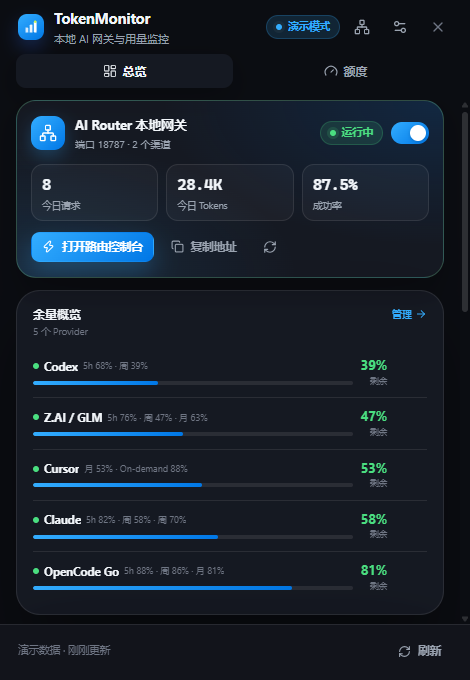 TokenMonitor
本地 AI 网关与用量监控
演示模式
总览
额度
AI Router 本地网关
端口 18787 · 2 个渠道
运行中
8
今日请求
28.4K
今日 Tokens
87.5%
成功率
打开路由控制台
复制地址
余量概览
管理 →
5 个 Provider
Codex 5h 68% · 周 39%
39%
剩余
Z.AI / GLM 5h 76% · 周 47% · 月 63%
47%
剩余
Cursor 月 53% · On-demand 88%
53%
剩余
Claude 5h 82% · 周 58% · 周 70%
58%
剩余
OpenCode Go 5h 88% · 周 86% · 月 81%
81%
剩余
演示数据 · 刚刚更新
刷新